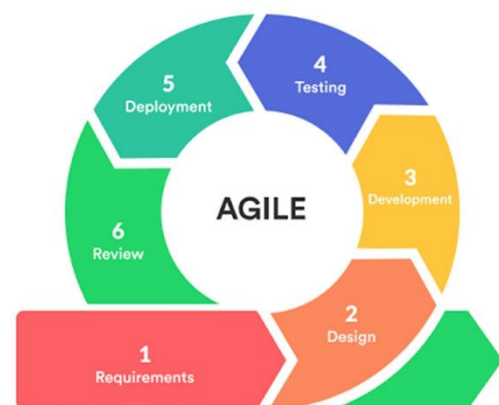 AGILE
1
Requirements
2
Design
3
Development
4
Testing
5
Deployment
6
Review